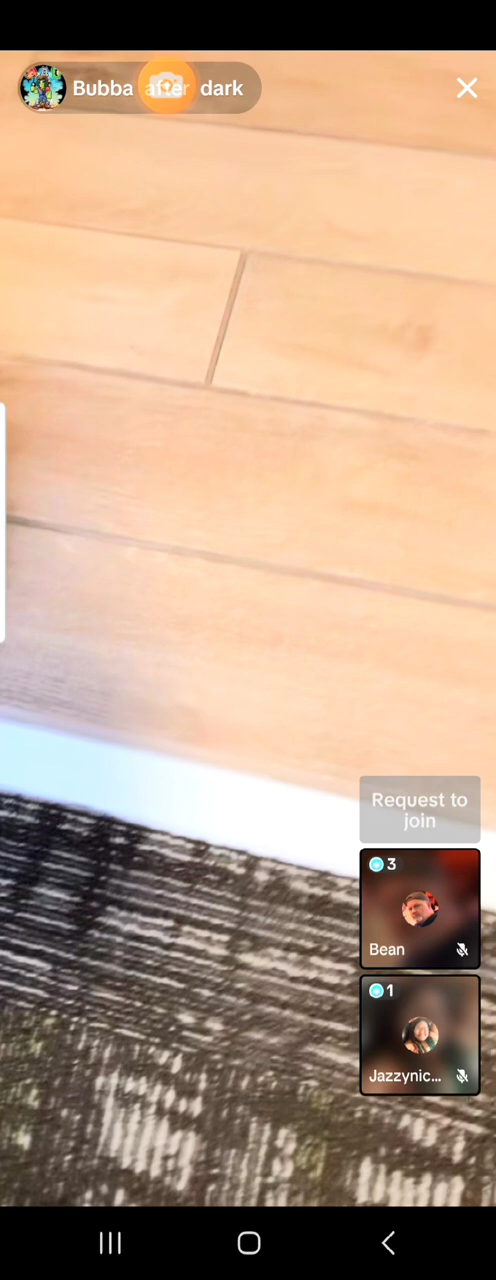 Bubba after dark
Request to
join
3
Bean
1
Jazzynic...